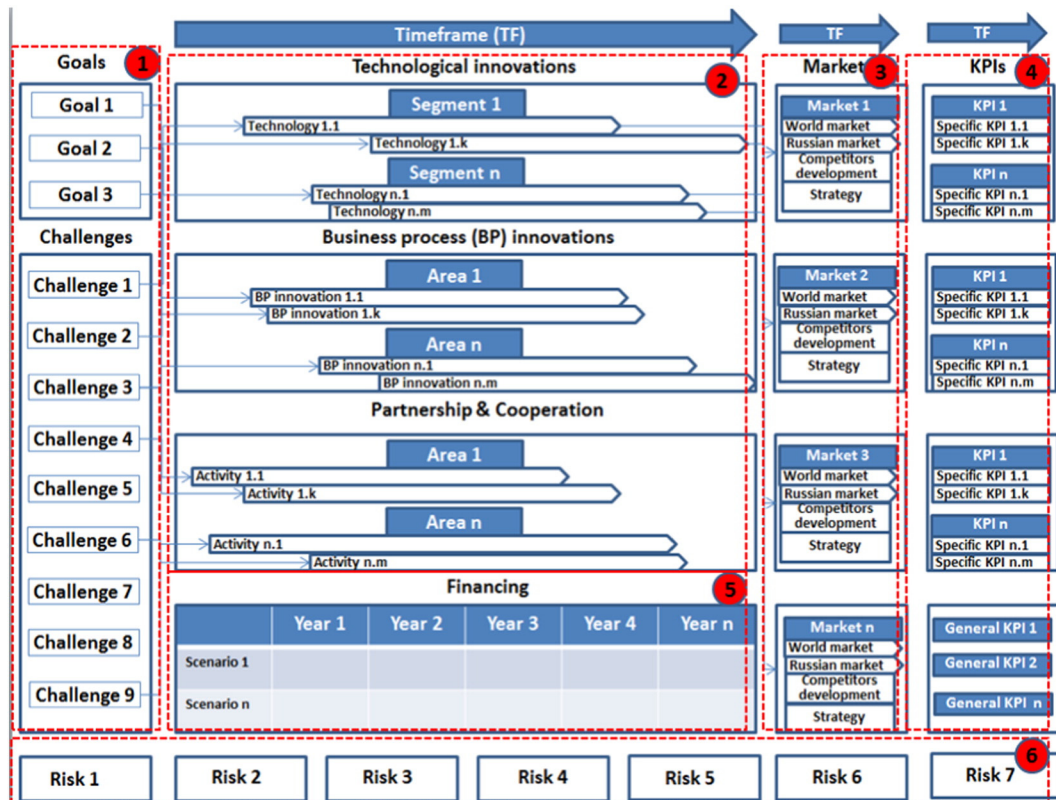 Timeframe (TF)
TF
TF
Goals
1
Technological innovations
2
Market
3
KPIs
4
Goal 1
Goal 2
Goal 3
Challenges
Challenge 1
Challenge 2
Challenge 3
Challenge 4
Challenge 5
Challenge 6
Challenge 7
Challenge 8
Challenge 9
Segment 1
Technology 1.1
Technology 1.k
Segment n
Technology n.1
Technology n.m
Business process (BP) innovations
Area 1
BP innovation 1.1
BP innovation 1.k
Area n
BP innovation n.1
BP innovation n.m
Partnership & Cooperation
Area 1
Activity 1.1
Activity 1.k
Area n
Activity n.1
Activity n.m
Financing
5
Year 1
Year 2
Year 3
Year 4
Year n
Scenario 1
Scenario n
Market 1
World market
Russian market
Competitors
development
Strategy
Market 2
World market
Russian market
Competitors
development
Strategy
Market 3
World market
Russian market
Competitors
development
Strategy
Market n
World market
Russian market
Competitors
development
Strategy
KPI 1
Specific KPI 1.1
Specific KPI 1.k
KPI n
Specific KPI n.1
Specific KPI n.m
KPI 1
Specific KPI 1.1
Specific KPI 1.k
KPI n
Specific KPI n.1
Specific KPI n.m
KPI 1
Specific KPI 1.1
Specific KPI 1.k
KPI n
Specific KPI n.1
Specific KPI n.m
General KPI 1
General KPI 2
General KPI n
6
Risk 1
Risk 2
Risk 3
Risk 4
Risk 5
Risk 6
Risk 7